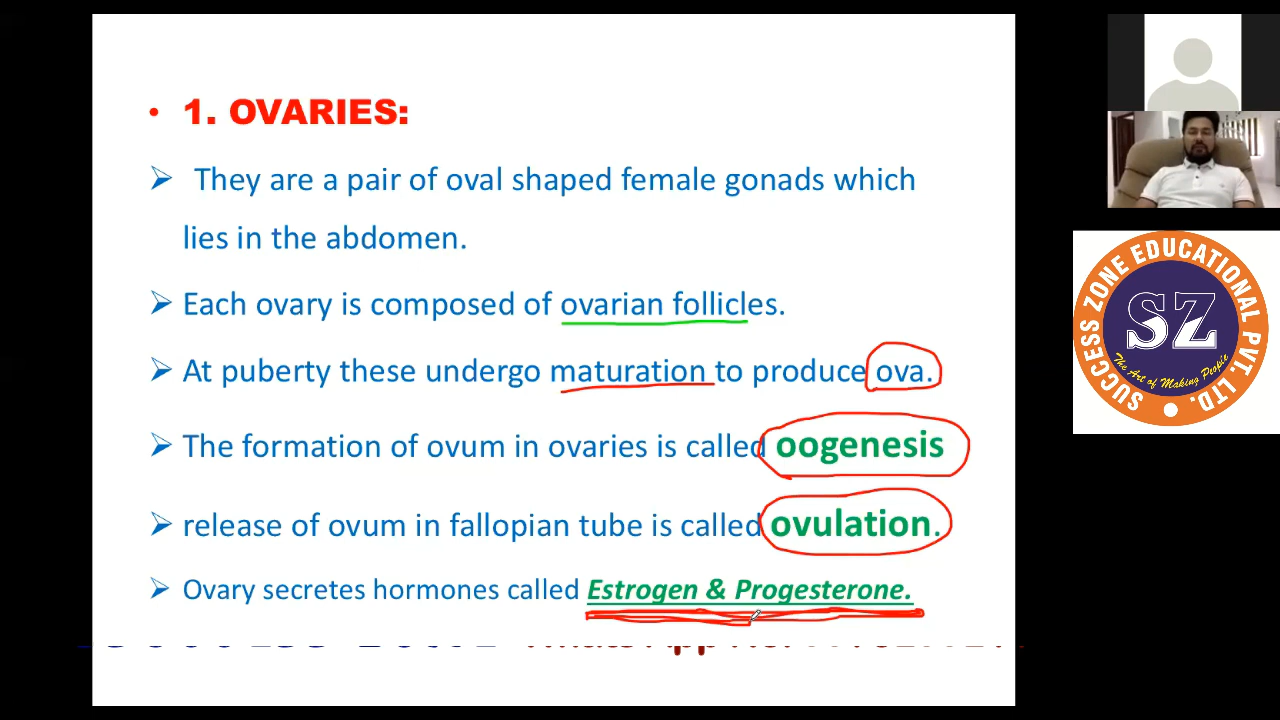 • 1. OVARIES:
➢ They are a pair of oval shaped female gonads which
lies in the abdomen.
➢ Each ovary is composed of ovarian follicles.
➢ At puberty these undergo maturation to produce ova.
➢ The formation of ovum in ovaries is called oogenesis
➢ release of ovum in fallopian tube is called ovulation.
➢ Ovary secretes hormones called Estrogen & Progesterone.
SUCCESS ZONE EDUCATIONAL PVT. LTD.
SZ
The Art of Making People